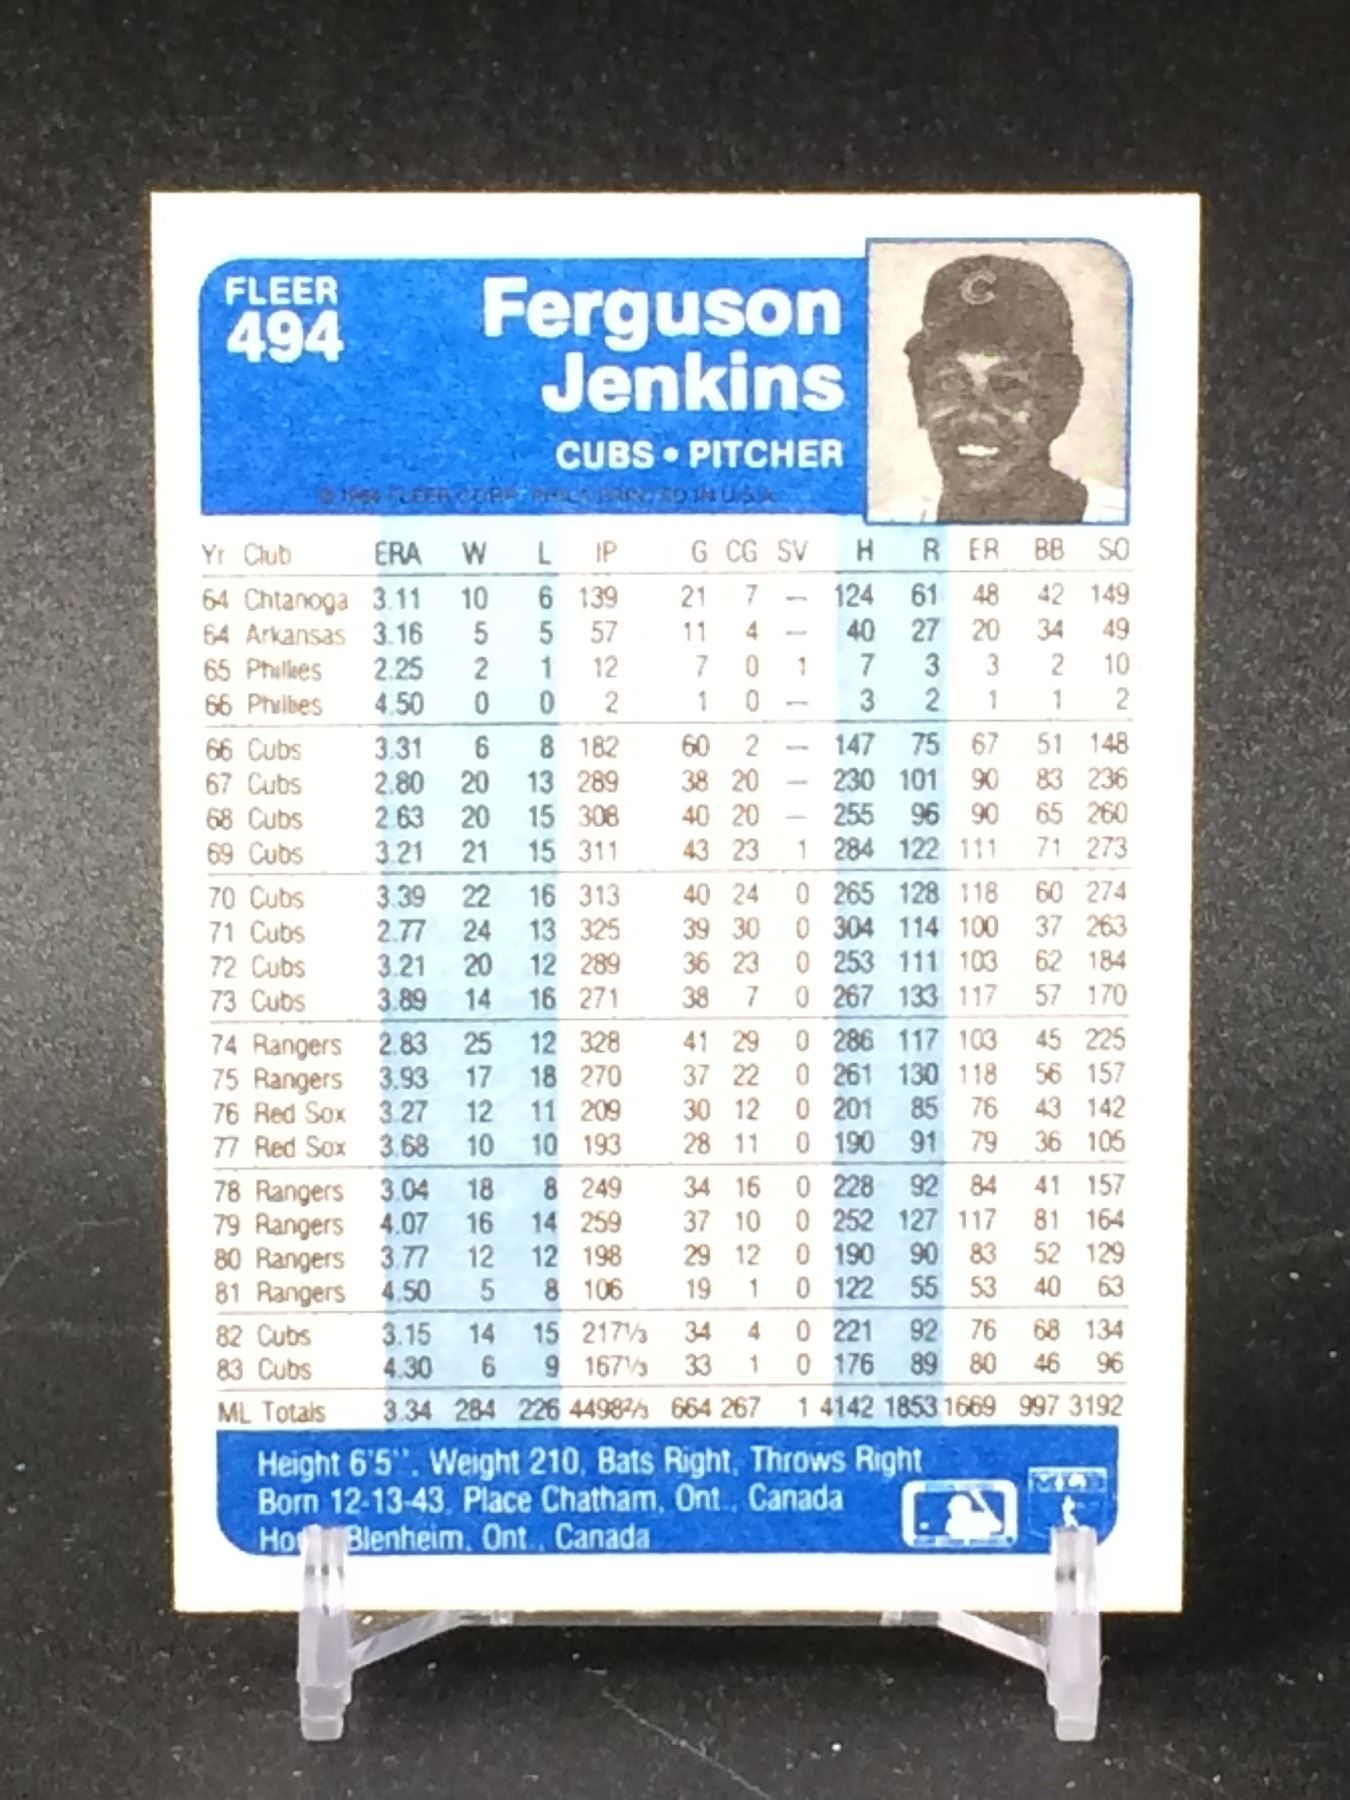 FLEER
494
Ferguson
Jenkins
CUBS • PITCHER
© 1984 FLEER CORP. PHILA PRINTED IN U.S.A.
Yr Club ERA W L IP G CG SV H R ER BB SO
64 Chtanoga 3.11 10 6 139 21 7 — 124 61 48 42 149
64 Arkansas 3.16 5 5 57 11 4 — 40 27 20 34 49
65 Phillies 2.25 2 1 12 7 0 1 7 3 3 2 10
66 Phillies 4.50 0 0 2 1 0 — 3 2 1 1 2
66 Cubs 3.31 6 8 182 60 2 — 147 75 67 51 148
67 Cubs 2.80 20 13 289 38 20 — 230 101 90 83 236
68 Cubs 2.63 20 15 308 40 20 — 255 96 90 65 260
69 Cubs 3.21 21 15 311 43 23 1 284 122 111 71 273
70 Cubs 3.39 22 16 313 40 24 0 265 128 118 60 274
71 Cubs 2.77 24 13 325 39 30 0 304 114 100 37 263
72 Cubs 3.21 20 12 289 36 23 0 253 111 103 62 184
73 Cubs 3.89 14 16 271 38 7 0 267 133 117 57 170
74 Rangers 2.83 25 12 328 41 29 0 286 117 103 45 225
75 Rangers 3.93 17 18 270 37 22 0 261 130 118 56 157
76 Red Sox 3.27 12 11 209 30 12 0 201 85 76 43 142
77 Red Sox 3.68 10 10 193 28 11 0 190 91 79 36 105
78 Rangers 3.04 18 8 249 34 16 0 228 92 84 41 157
79 Rangers 4.07 16 14 259 37 10 0 252 127 117 81 164
80 Rangers 3.77 12 12 198 29 12 0 190 90 83 52 129
81 Rangers 4.50 5 8 106 19 1 0 122 55 53 40 63
82 Cubs 3.15 14 15 217⅓ 34 4 0 221 92 76 68 134
83 Cubs 4.30 6 9 167⅓ 33 1 0 176 89 80 46 96
ML Totals 3.34 284 226 4498⅔ 664 267 1 4142 1853 1669 997 3192
Height 6'5", Weight 210, Bats Right, Throws Right
Born 12-13-43, Place Chatham, Ont., Canada
Blenheim, Ont., Canada
C